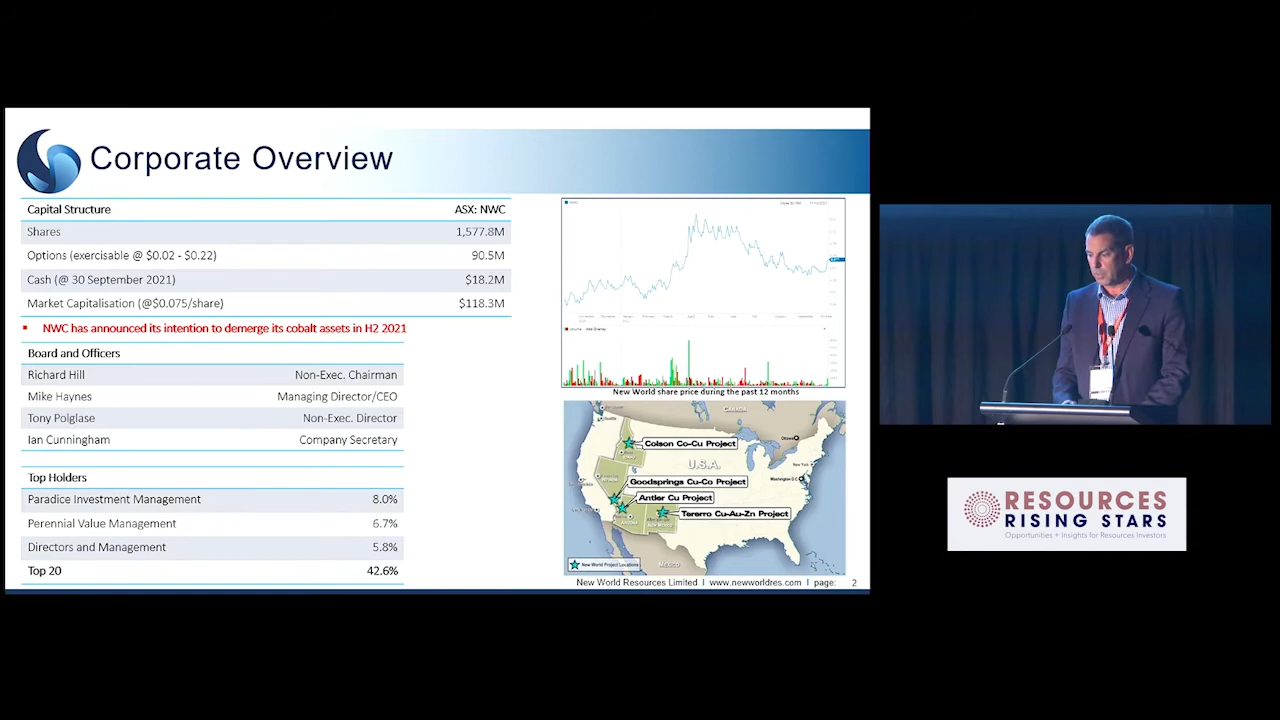 Corporate Overview
Capital Structure ASX: NWC
Shares 1,577.8M
Options (exercisable @ $0.02 - $0.22) 90.5M
Cash (@ 30 September 2021) $18.2M
Market Capitalisation (@$0.075/share) $118.3M
NWC has announced its intention to demerge its cobalt assets in H2 2021
Board and Officers
Richard Hill Non-Exec. Chairman
Mike Haynes Managing Director/CEO
Tony Polglase Non-Exec. Director
Ian Cunningham Company Secretary
Top Holders
Paradice Investment Management 8.0%
Perennial Value Management 6.7%
Directors and Management 5.8%
Top 20 42.6%
New World share price during the past 12 months
CANADA
Ottawa
Colson Co-Cu Project
U.S.A.
New York
Washington D.C.
Goodsprings Cu-Co Project
Antler Cu Project
Tererro Cu-Au-Zn Project
MEXICO
New World Project Locations
New World Resources Limited I www.newworldres.com I page: 2
RESOURCES
RISING STARS
Opportunities + Insights for Resources Investors